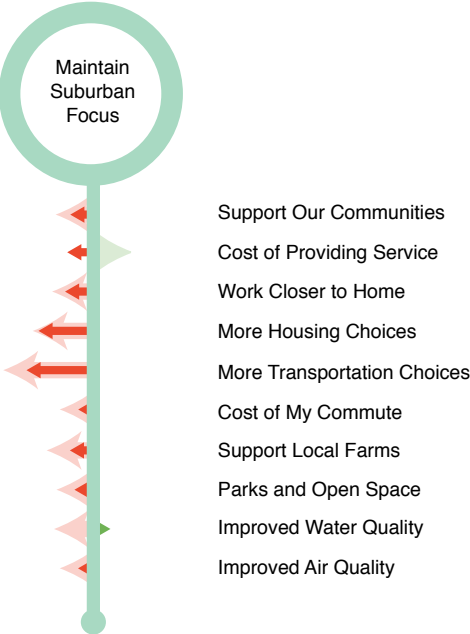 Maintain
Suburban
Focus
Support Our Communities
Cost of Providing Service
Work Closer to Home
More Housing Choices
More Transportation Choices
Cost of My Commute
Support Local Farms
Parks and Open Space
Improved Water Quality
Improved Air Quality